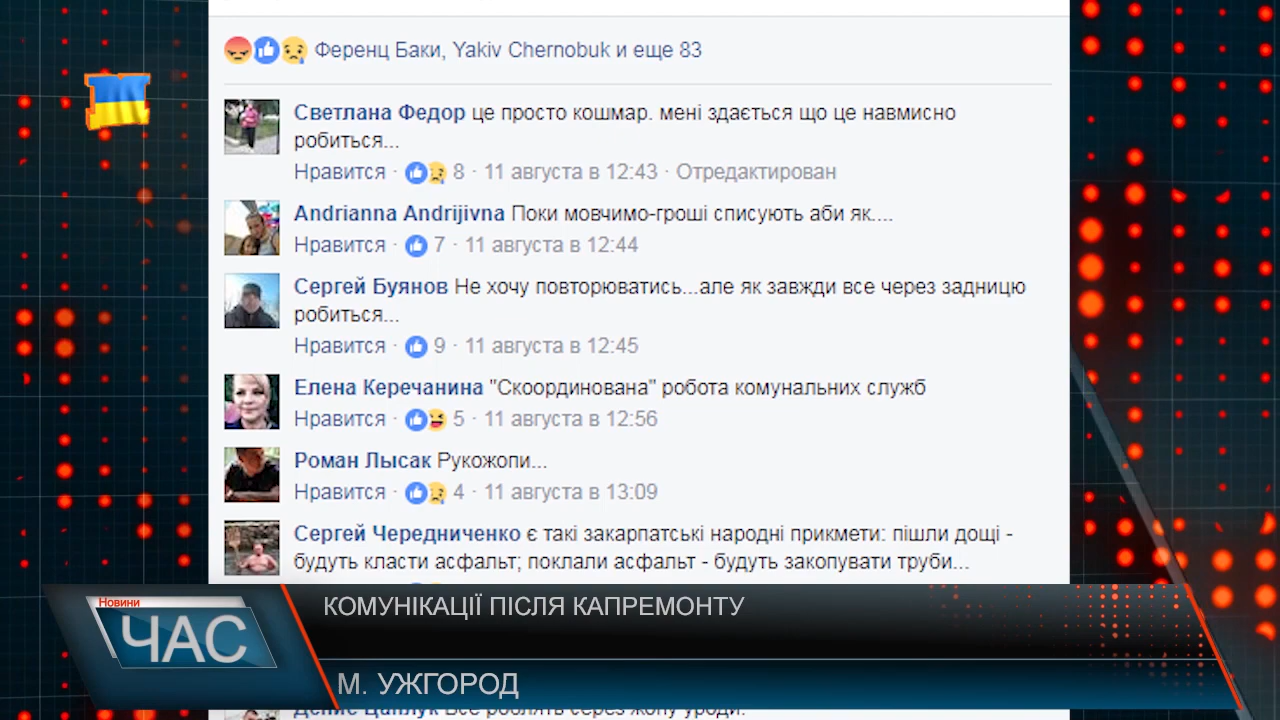 Ференц Баки, Yakiv Chernobuk и еще 83
Светлана Федор це просто кошмар. мені здається що це навмисно
робиться...
Нравится · 8 · 11 августа в 12:43 · Отредактирован
Andrianna Andrijivna Поки мовчимо-гроші списують аби як....
Нравится · 7 · 11 августа в 12:44
Сергей Буянов Не хочу повторюватись...але як завжди все через задницю
робиться...
Нравится · 9 · 11 августа в 12:45
Елена Керечанина "Скоординована" робота комунальних служб
Нравится · 5 · 11 августа в 12:56
Роман Лысак Рукожопи...
Нравится · 4 · 11 августа в 13:09
Сергей Чередниченко є такі закарпатські народні прикмети: пішли дощі -
будуть класти асфальт; поклали асфальт - будуть закопувати труби...
Новини
ЧАС
КОМУНІКАЦІЇ ПІСЛЯ КАПРЕМОНТУ
М. УЖГОРОД